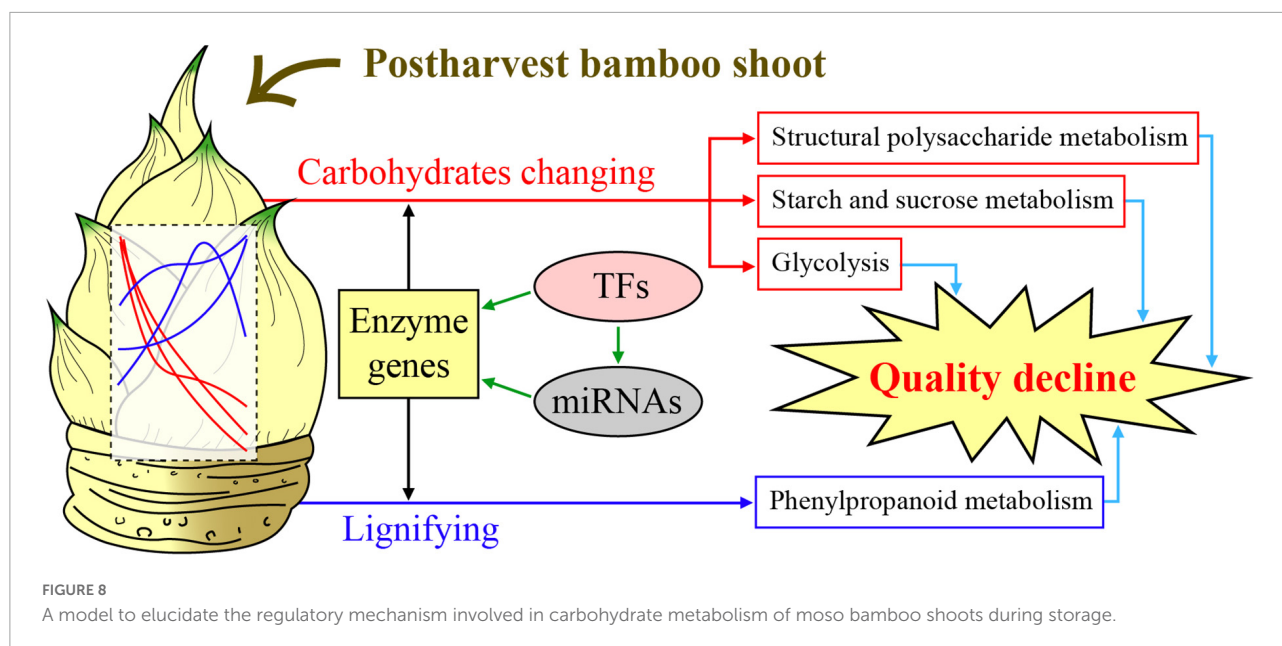 Postharvest bamboo shoot
Carbohydrates changing
Structural polysaccharide metabolism
Starch and sucrose metabolism
Glycolysis
TFs
Enzyme
genes
miRNAs
Quality decline
Phenylpropanoid metabolism
Lignifying
FIGURE 8
A model to elucidate the regulatory mechanism involved in carbohydrate metabolism of moso bamboo shoots during storage.